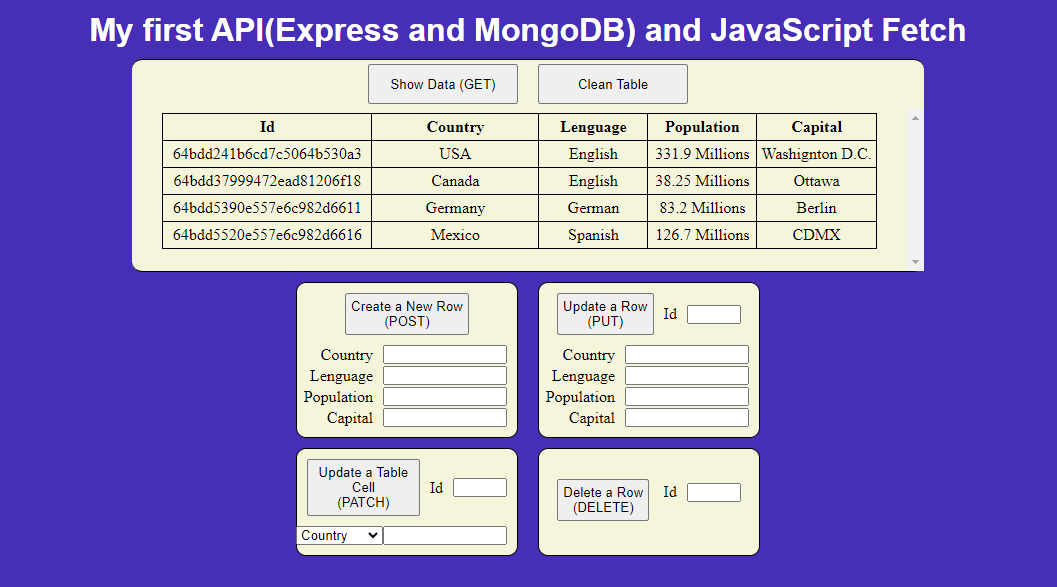 My first API(Express and MongoDB) and JavaScript Fetch
Show Data (GET) Clean Table
Id Country Lenguage Population Capital
64bdd241b6cd7c5064b530a3 USA English 331.9 Millions Washignton D.C.
64bdd37999472ead81206f18 Canada English 38.25 Millions Ottawa
64bdd5390e557e6c982d6611 Germany German 83.2 Millions Berlin
64bdd5520e557e6c982d6616 Mexico Spanish 126.7 Millions CDMX
Create a New Row
(POST)
Country
Lenguage
Population
Capital
Update a Row
(PUT)
Id
Country
Lenguage
Population
Capital
Update a Table
Cell
(PATCH)
Id
Country
Delete a Row
(DELETE)
Id